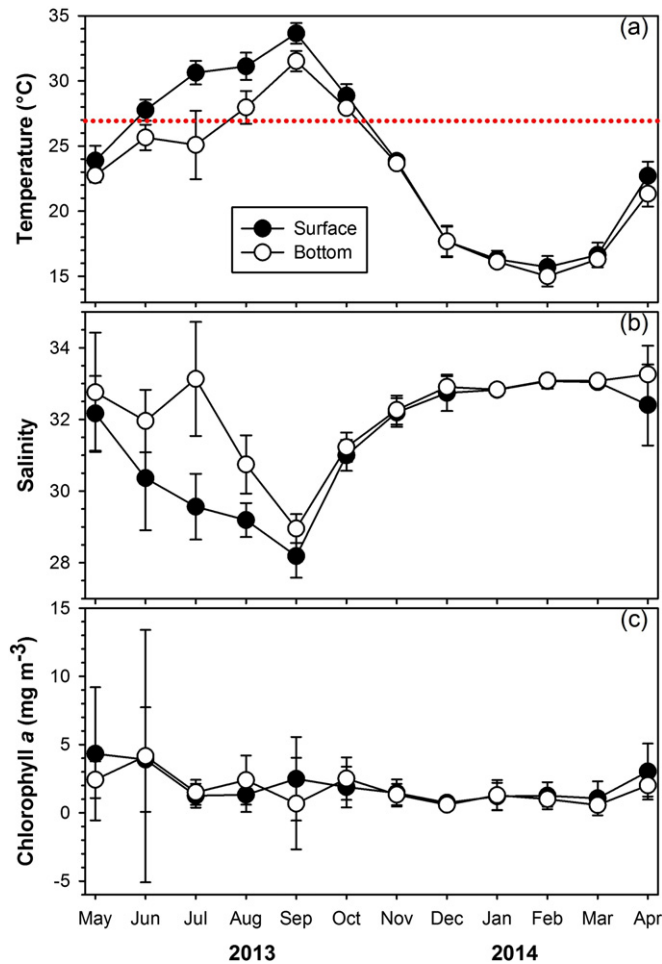 35
(a)
30
25
20
15
Temperature (°C)
Surface
Bottom
(b)
34
32
30
28
Salinity
15
(c)
10
5
0
-5
Chlorophyll a (mg m⁻³)
May Jun Jul Aug Sep Oct Nov Dec Jan Feb Mar Apr
2013 2014